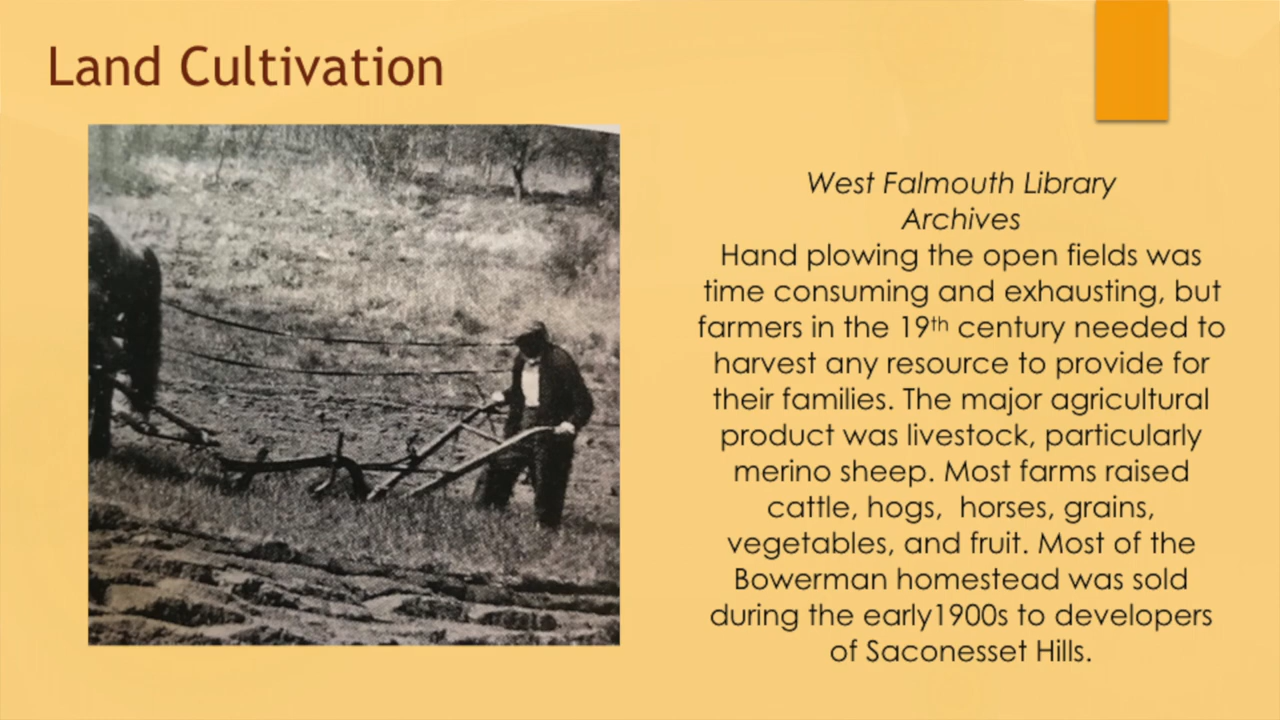 Land Cultivation
West Falmouth Library
Archives
Hand plowing the open fields was
time consuming and exhausting, but
farmers in the 19th century needed to
harvest any resource to provide for
their families. The major agricultural
product was livestock, particularly
merino sheep. Most farms raised
cattle, hogs,  horses, grains,
vegetables, and fruit. Most of the
Bowerman homestead was sold
during the early1900s to developers
of Saconesset Hills.